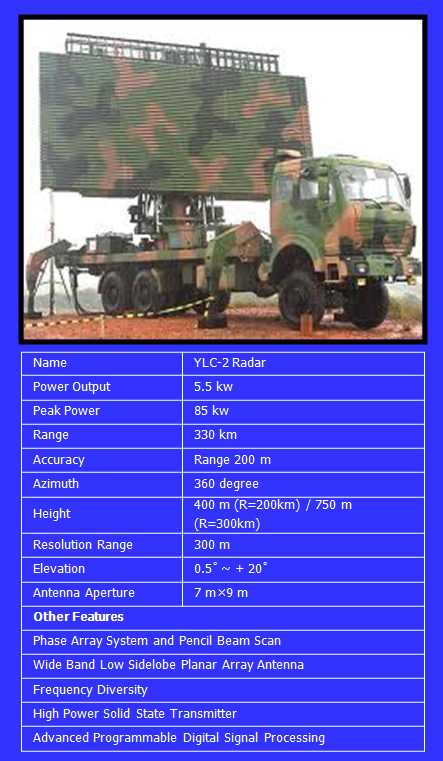 Name YLC-2 Radar
Power Output 5.5 kw
Peak Power 85 kw
Range 330 km
Accuracy Range 200 m
Azimuth 360 degree
Height 400 m (R=200km) / 750 m
(R=300km)
Resolution Range 300 m
Elevation 0.5˚ ~ + 20˚
Antenna Aperture 7 m×9 m
Other Features
Phase Array System and Pencil Beam Scan
Wide Band Low Sidelobe Planar Array Antenna
Frequency Diversity
High Power Solid State Transmitter
Advanced Programmable Digital Signal Processing